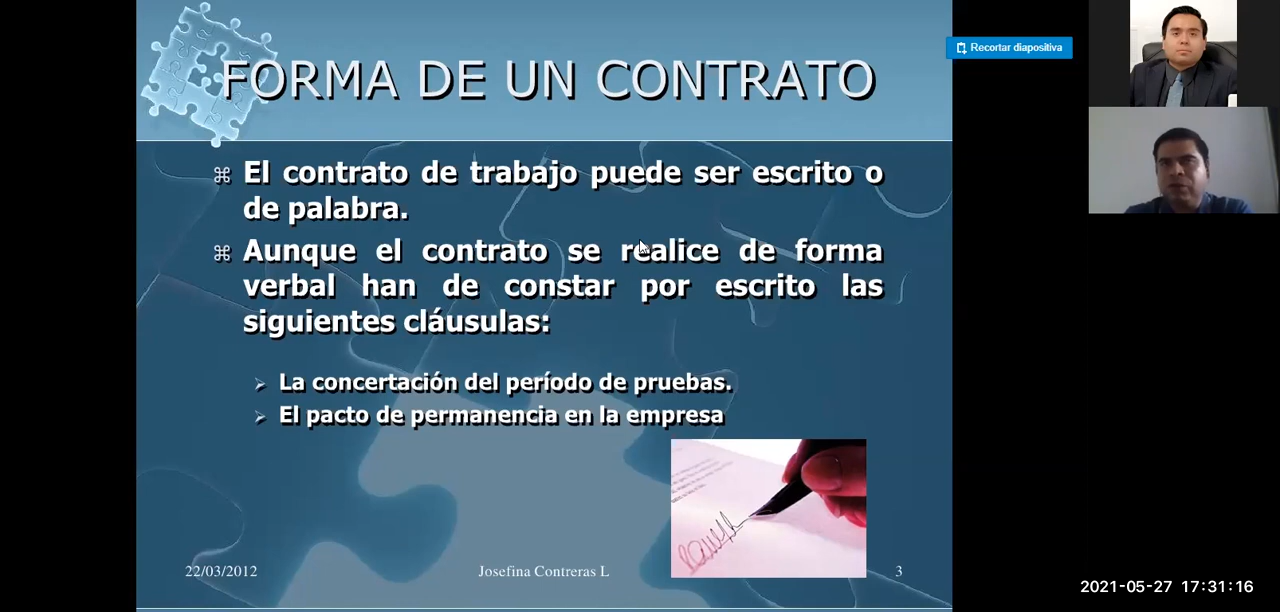 FORMA DE UN CONTRATO
Recortar diapositiva
El contrato de trabajo puede ser escrito o
de palabra.
Aunque el contrato se realice de forma
verbal han de constar por escrito las
siguientes cláusulas:
La concertación del período de pruebas.
El pacto de permanencia en la empresa
22/03/2012
Josefina Contreras L
3
2021-05-27 17:31:16